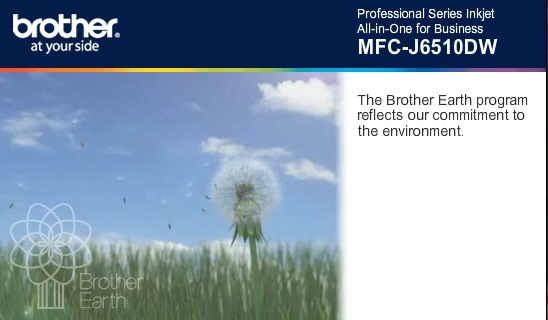 brother®
at your side
Professional Series Inkjet
All-in-One for Business
MFC-J6510DW
The Brother Earth program
reflects our commitment to
the environment.
Brother
Earth